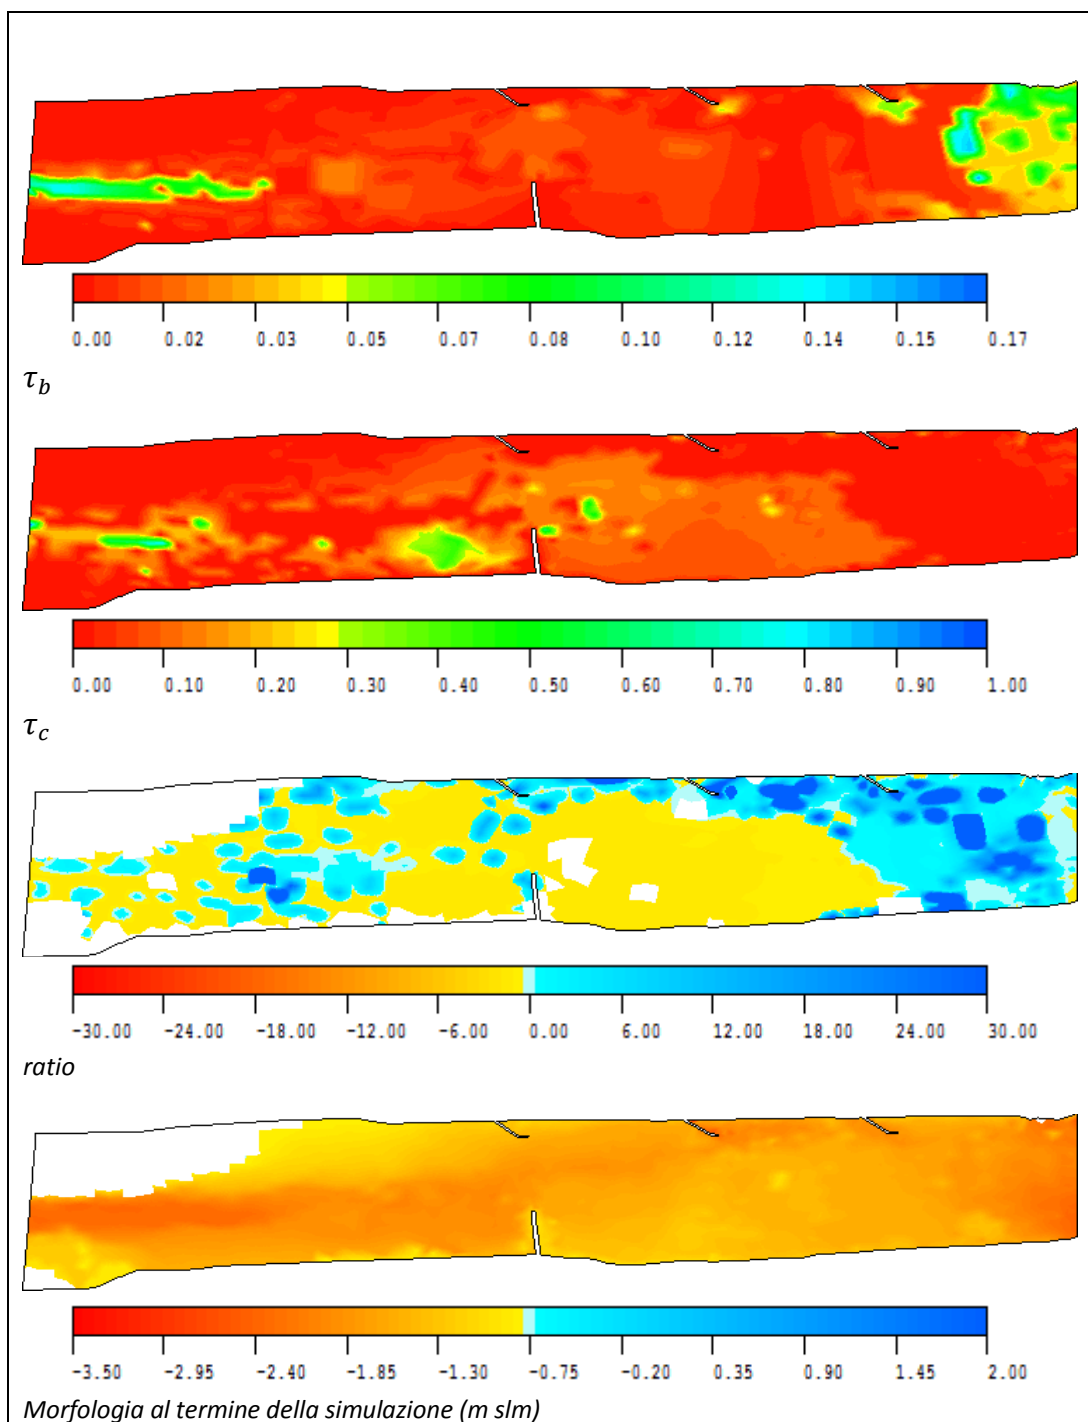 0.00 0.02 0.03 0.05 0.07 0.08 0.10 0.12 0.14 0.15 0.17
τ_b
0.00 0.10 0.20 0.30 0.40 0.50 0.60 0.70 0.80 0.90 1.00
τ_c
-30.00 -24.00 -18.00 -12.00 -6.00 0.00 6.00 12.00 18.00 24.00 30.00
ratio
-3.50 -2.95 -2.40 -1.85 -1.30 -0.75 -0.20 0.35 0.90 1.45 2.00
Morfologia al termine della simulazione (m slm)